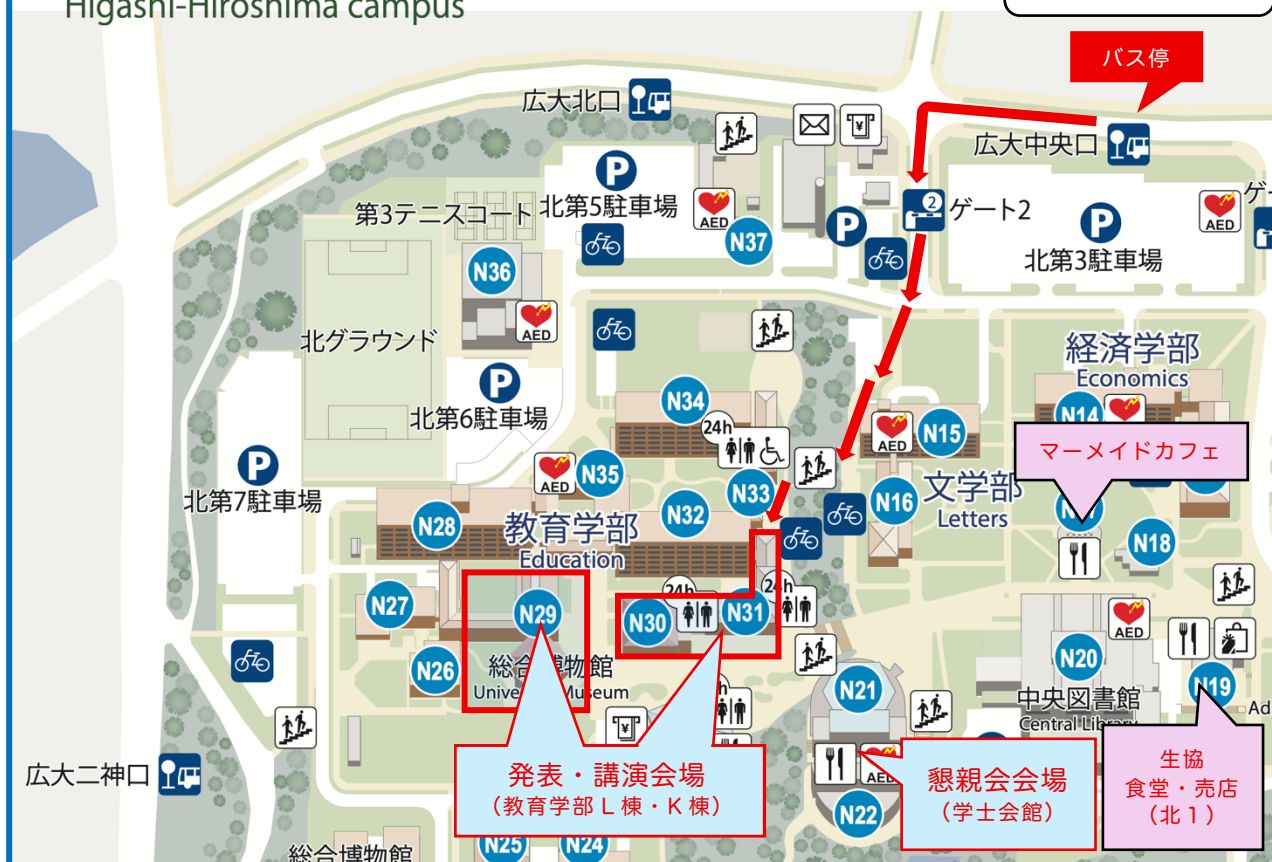 Higashi-Hiroshima campus
バス停
広大北口
広大中央口
ゲート2
2
P
北第5駐車場
第3テニスコート
AED
N37
P
P
北第3駐車場
AED
N36
AED
北グラウンド
P
北第6駐車場
経済学部
Economics
N34
24h
N14
AED
N15
マーメイドカフェ
P
北第7駐車場
AED
N35
N33
N16
文学部
Letters
N28
教育学部
Education
N32
N18
24h
24h
N27
N29
N30
N31
AED
N20
N26
総合博物館
University Museum
N21
中央図書館
Central Library
N19
Ad
広大二神口
発表・講演会場
(教育学部L棟・K棟)
AED
懇親会会場
(学士会館)
生協
食堂・売店
(北1)
N22
N25
N24
総合博物館